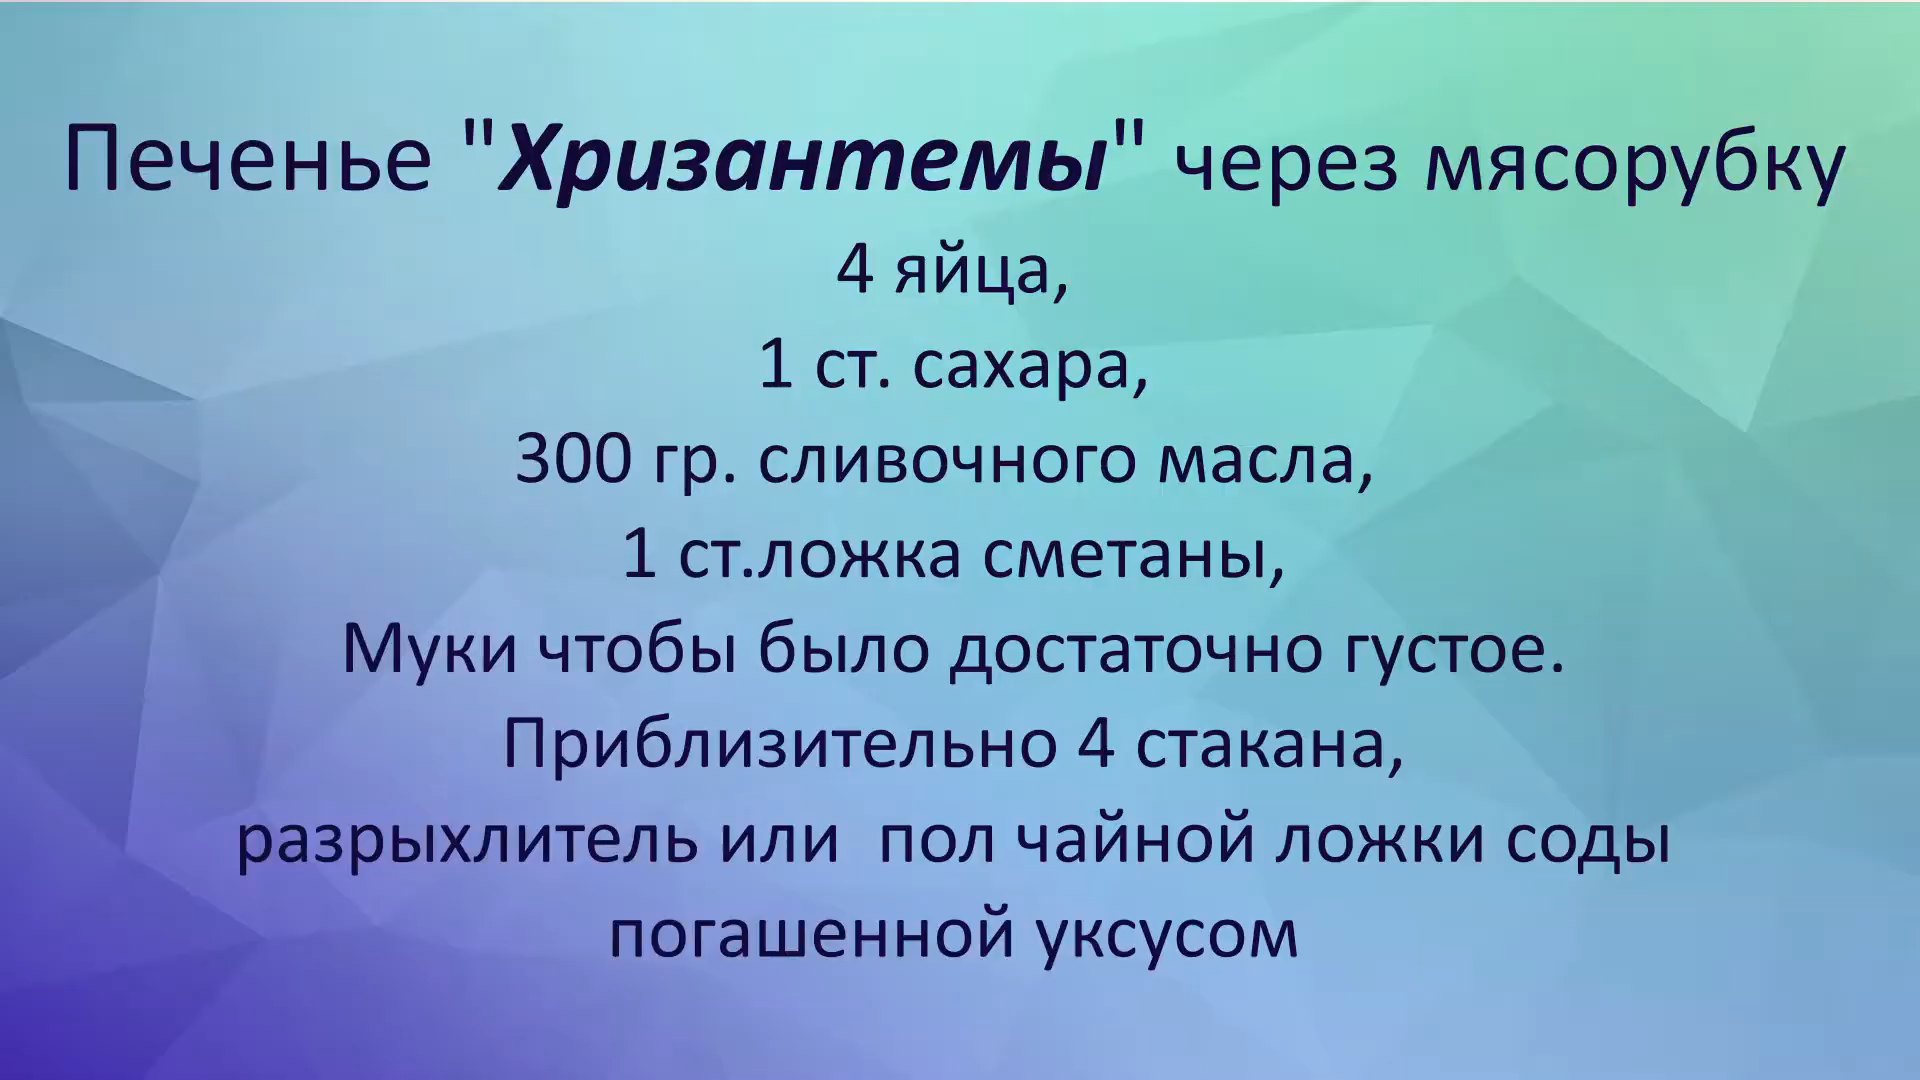 Печенье "Хризантемы" через мясорубку
4 яйца,
1 ст. сахара,
300 гр. сливочного масла,
1 ст.ложка сметаны,
Муки чтобы было достаточно густое.
Приблизительно 4 стакана,
разрыхлитель или  пол чайной ложки соды
погашенной уксусом